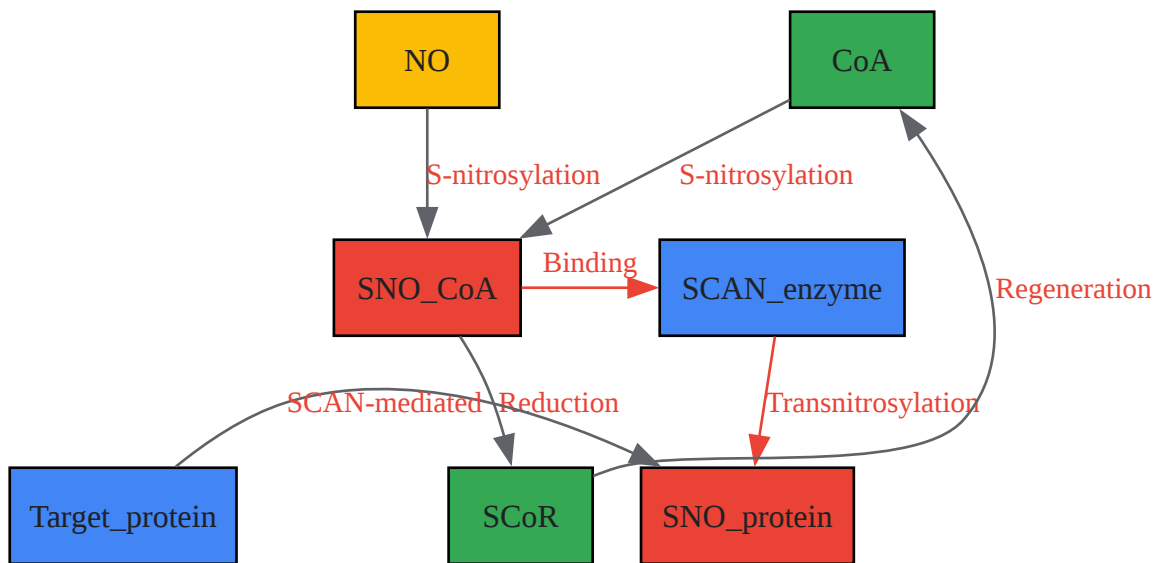 NO
CoA
S-nitrosylation
S-nitrosylation
SNO_CoA
Binding
SCAN_enzyme
Regeneration
SCAN-mediated
Reduction
Transnitrosylation
Target_protein
SCoR
SNO_protein